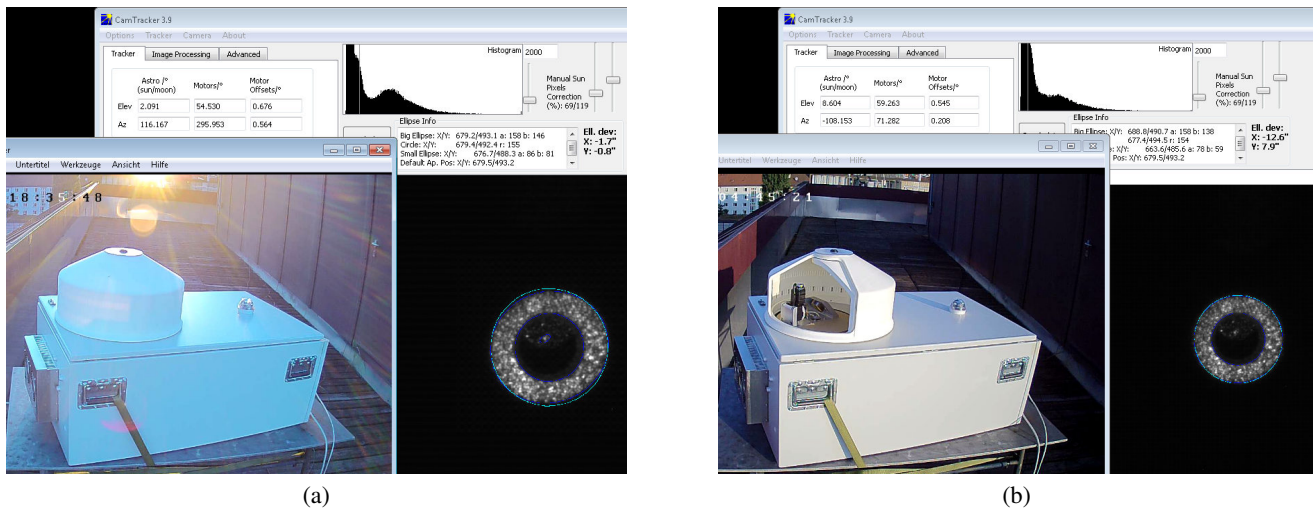 CamTracker 3.9
Options Tracker Camera About
Tracker Image Processing Advanced
Histogram 2000
Astro /° (sun/moon) Motors/° Motor Offsets/°
Elev 2.091 54.530 0.676
Az 116.167 295.953 0.564
Manual Sun
Pixels
Correction
(%): 69/119
Ellipse Info
Big Ellipse: X/Y: 679.2/493.1 a: 158 b: 146
Circle: X/Y: 679.4/492.4 r: 155
Small Ellipse: X/Y: 676.7/488.3 a: 86 b: 81
Default Ap. Pos: X/Y: 679.5/493.2
Ell. dev:
X: -1.7"
Y: -0.8"
Untertitel Werkzeuge Ansicht Hilfe
18:35:48
(a)
CamTracker 3.9
Options Tracker Camera About
Tracker Image Processing Advanced
Histogram 2000
Astro /° (sun/moon) Motors/° Motor Offsets/°
Elev 8.604 59.263 0.545
Az -108.153 71.282 0.208
Manual Sun
Pixels
Correction
(%): 69/119
Ellipse Info
Big Ellipse: X/Y: 688.8/490.7 a: 158 b: 138
677.4/494.5 r: 154
X/Y: 663.6/485.6 a: 78 b: 59
Pos: X/Y: 679.5/493.2
Ell. dev:
X: -12.6"
Y: 7.9"
Untertitel Werkzeuge Ansicht Hilfe
(b)